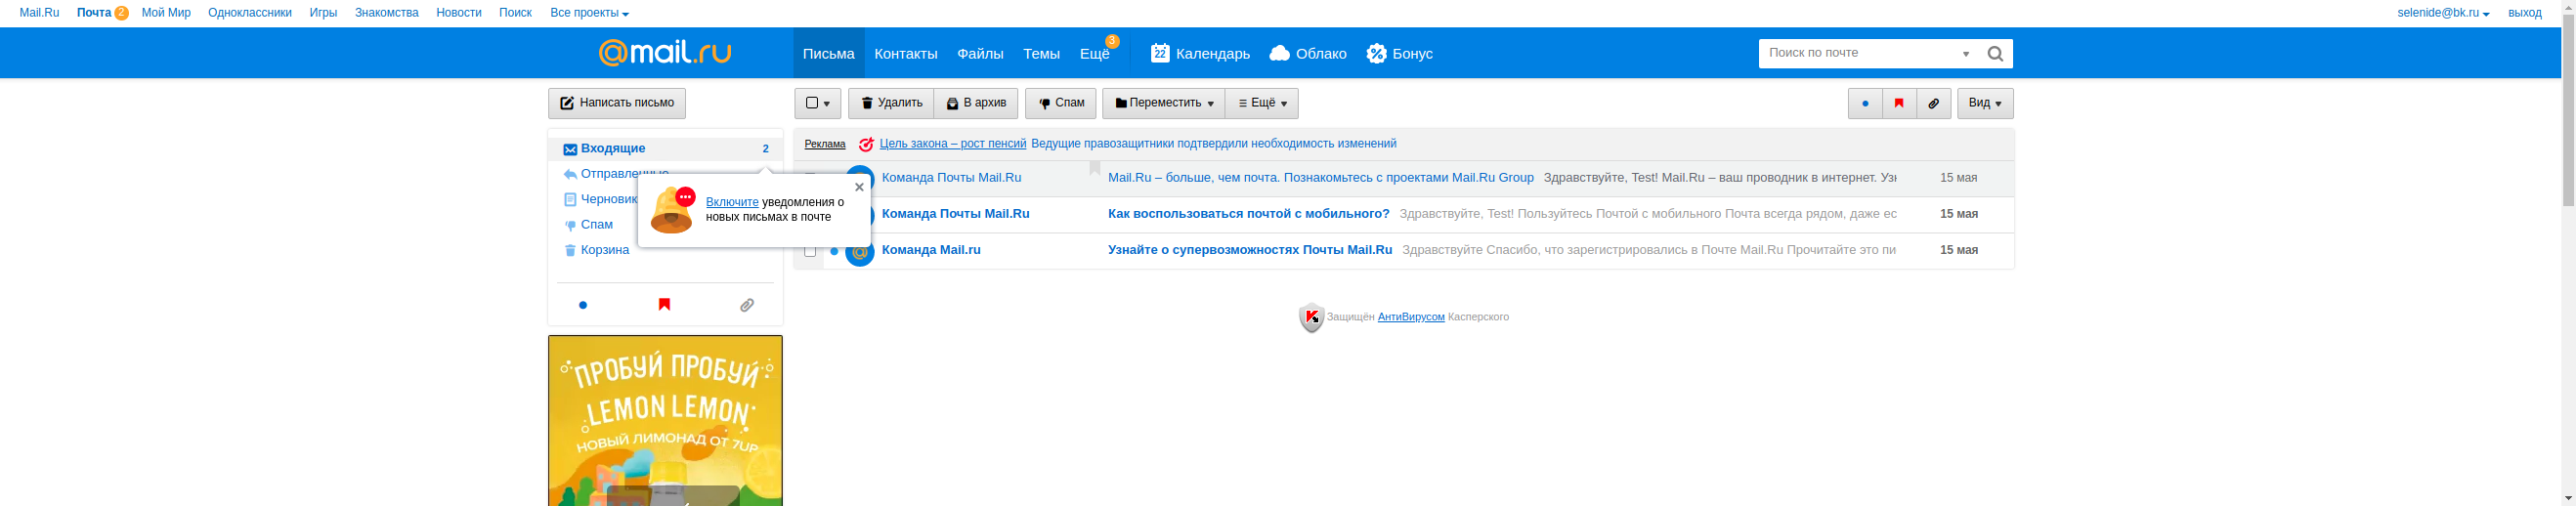 Mail.Ru Почта 2 Мой Мир Одноклассники Игры Знакомства Новости Поиск Все проекты selenide@bk.ru выход
@mail.ru Письма Контакты Файлы Темы Ещё 3 22 Календарь Облако Бонус Поиск по почте
Написать письмо Удалить В архив Спам Переместить Ещё Вид
Реклама Цель закона – рост пенсий Ведущие правозащитники подтвердили необходимость изменений
Входящие 2
Отправленные
Черновик
Спам
Корзина
Включите уведомления о
новых письмах в почте
Команда Почты Mail.Ru Mail.Ru – больше, чем почта. Познакомьтесь с проектами Mail.Ru Group Здравствуйте, Test! Mail.Ru – ваш проводник в интернет. Узн 15 мая
Команда Почты Mail.Ru Как воспользоваться почтой с мобильного? Здравствуйте, Test! Пользуйтесь Почтой с мобильного Почта всегда рядом, даже ес 15 мая
Команда Mail.ru Узнайте о супервозможностях Почты Mail.Ru Здравствуйте Спасибо, что зарегистрировались в Почте Mail.Ru Прочитайте это пи 15 мая
Защищён АнтиВирусом Касперского
ПРОБУЙ ПРОБУЙ
LEMON LEMON
НОВЫЙ ЛИМОНАД ОТ 7UP